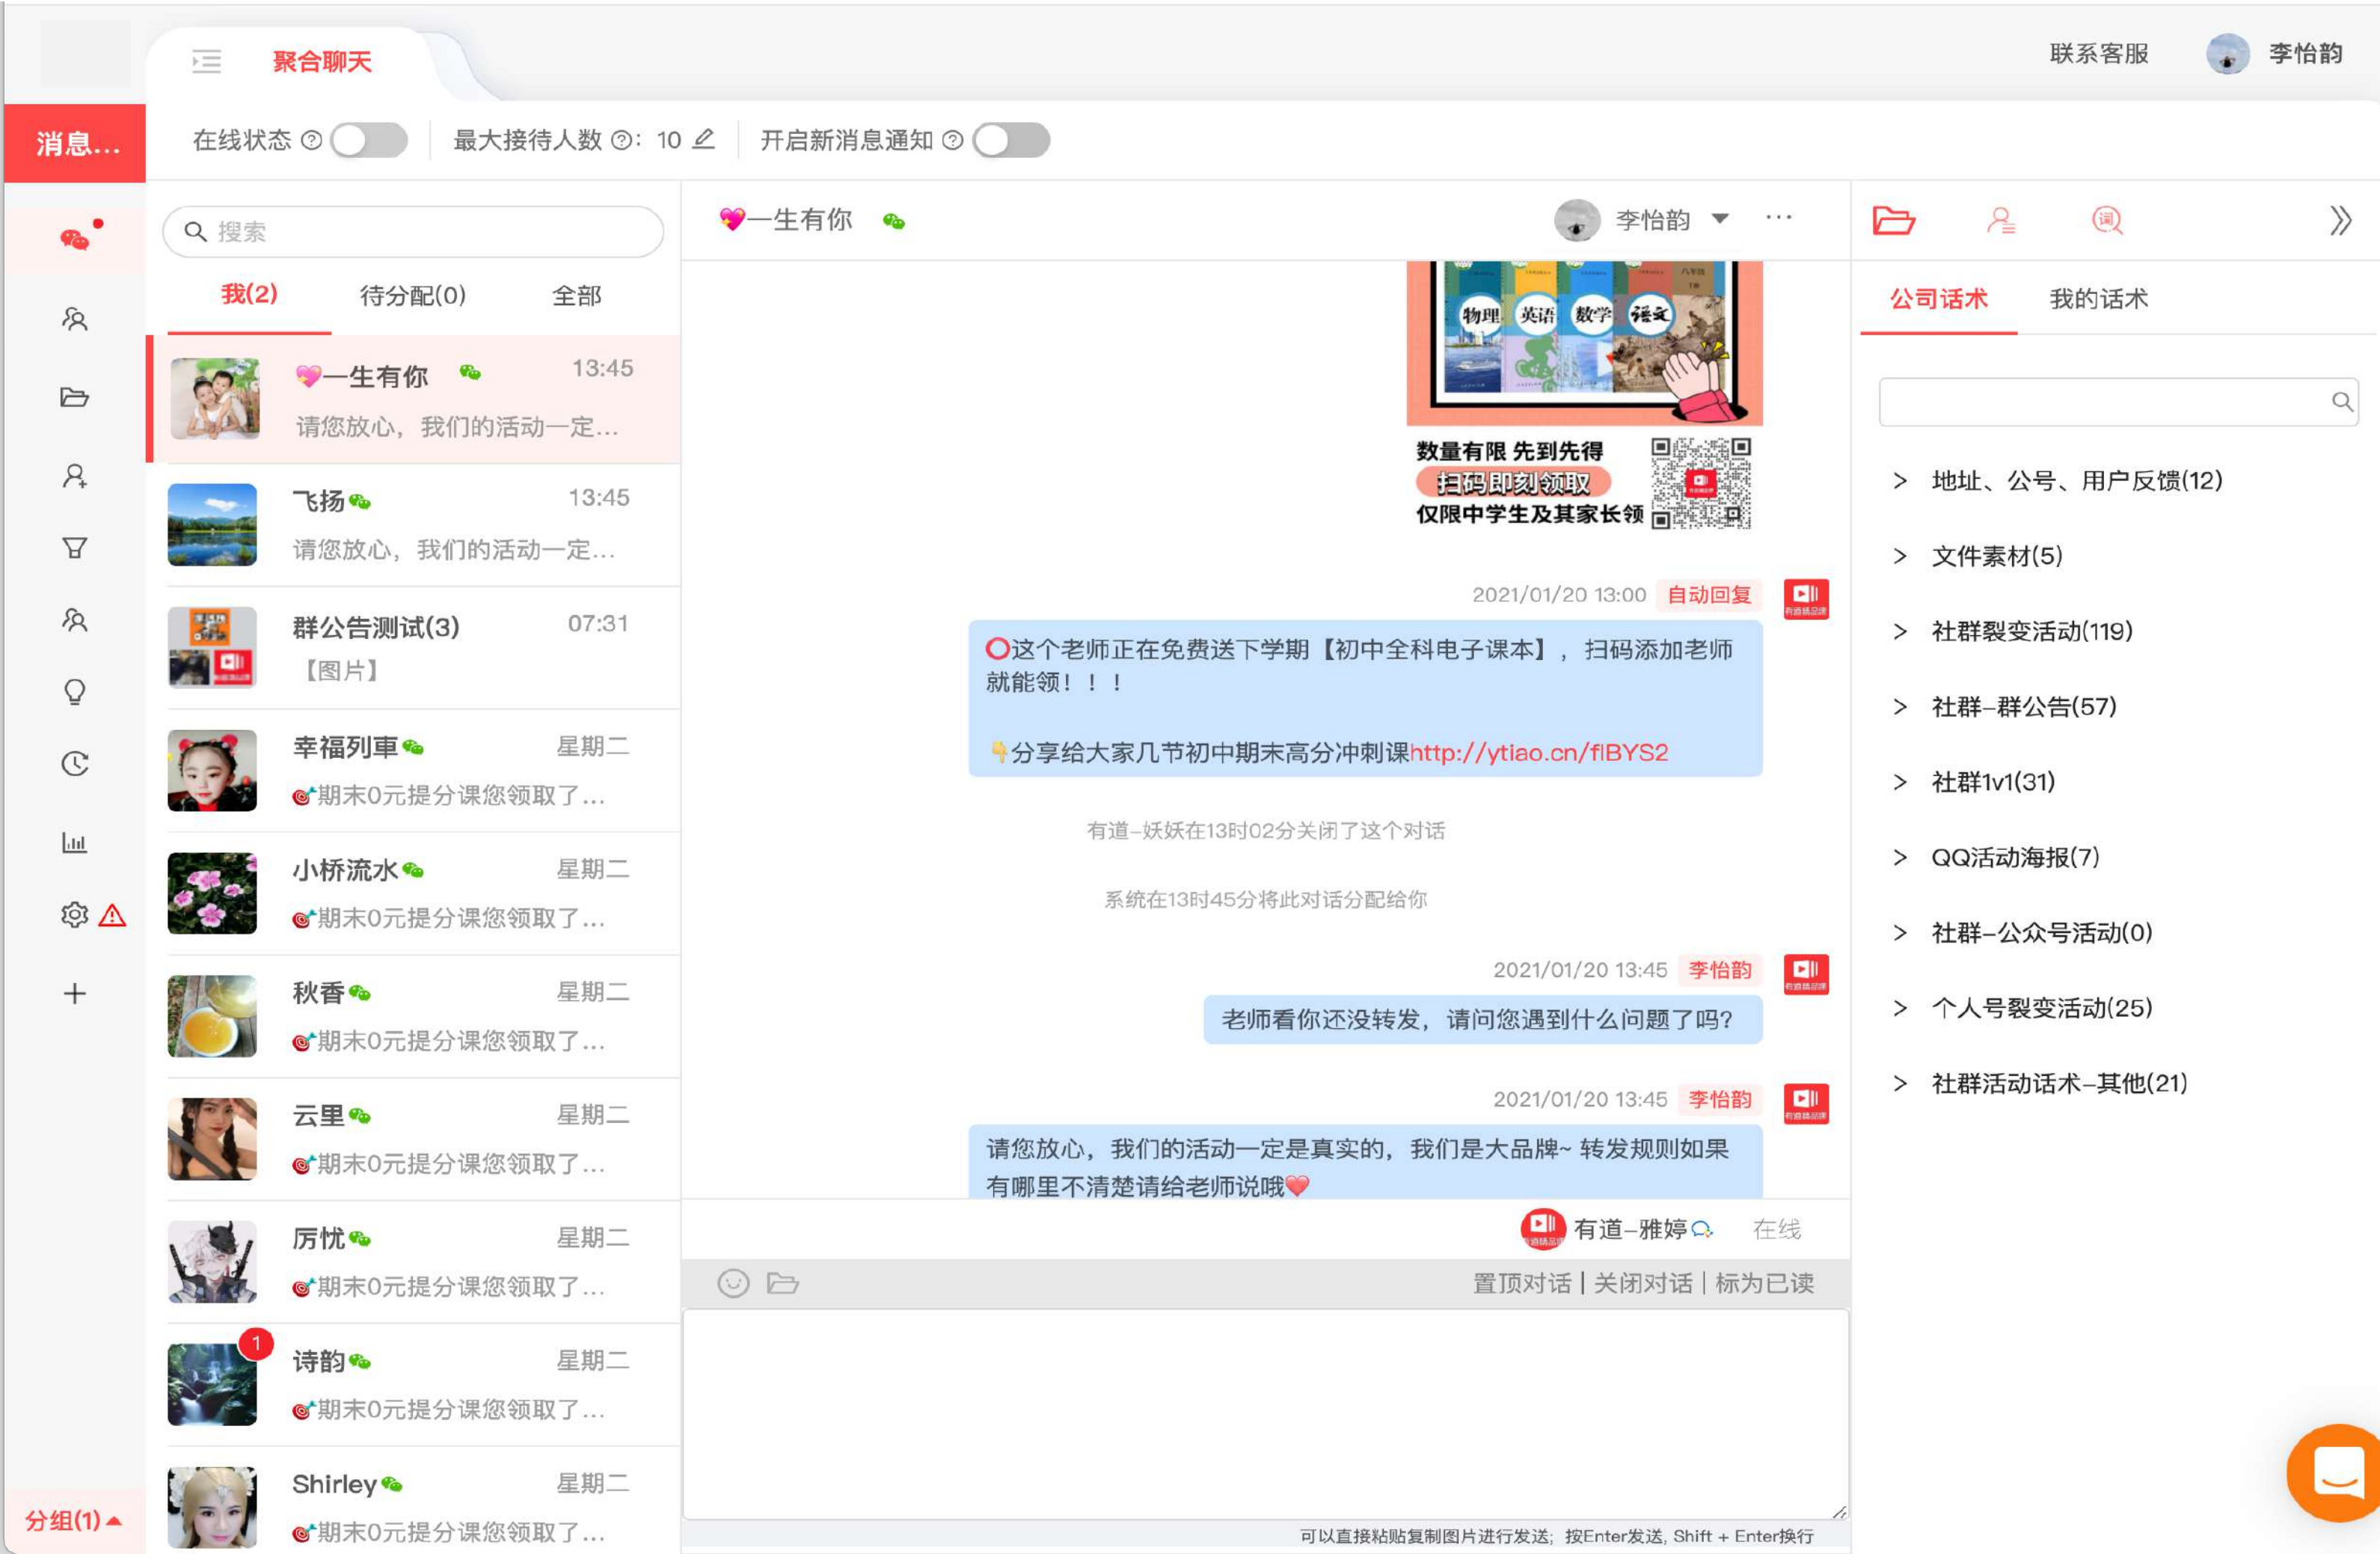 聚合聊天
联系客服
李怡韵
消息...
在线状态
最大接待人数 : 10
开启新消息通知
搜索
我(2)
待分配(0)
全部
💖一生有你
13:45
请您放心，我们的活动一定...
飞扬
13:45
请您放心，我们的活动一定...
群公告测试(3)
07:31
【图片】
幸福列車
星期二
🎯期末0元提分课您领取了...
小桥流水
星期二
🎯期末0元提分课您领取了...
秋香
星期二
🎯期末0元提分课您领取了...
云里
星期二
🎯期末0元提分课您领取了...
厉忧
星期二
🎯期末0元提分课您领取了...
1
诗韵
星期二
🎯期末0元提分课您领取了...
Shirley
星期二
🎯期末0元提分课您领取了...
分组(1)
💖一生有你
李怡韵
...
八年级
物理 英语 数学 语文
数量有限 先到先得
扫码即刻领取
仅限中学生及其家长领
2021/01/20 13:00 自动回复
有道精品课
⭕这个老师正在免费送下学期【初中全科电子课本】，扫码添加老师
就能领！！！
👇分享给大家几节初中期末高分冲刺课http://ytiao.cn/flBYS2
有道-妖妖在13时02分关闭了这个对话
系统在13时45分将此对话分配给你
2021/01/20 13:45 李怡韵
有道精品课
老师看你还没转发，请问您遇到什么问题了吗?
2021/01/20 13:45 李怡韵
有道精品课
请您放心，我们的活动一定是真实的，我们是大品牌~ 转发规则如果
有哪里不清楚请给老师说哦❤
有道-雅婷
在线
置顶对话 | 关闭对话 | 标为已读
可以直接粘贴复制图片进行发送; 按Enter发送, Shift + Enter换行
词
公司话术
我的话术
> 地址、公号、用户反馈(12)
> 文件素材(5)
> 社群裂变活动(119)
> 社群-群公告(57)
> 社群1v1(31)
> QQ活动海报(7)
> 社群-公众号活动(0)
> 个人号裂变活动(25)
> 社群活动话术-其他(21)